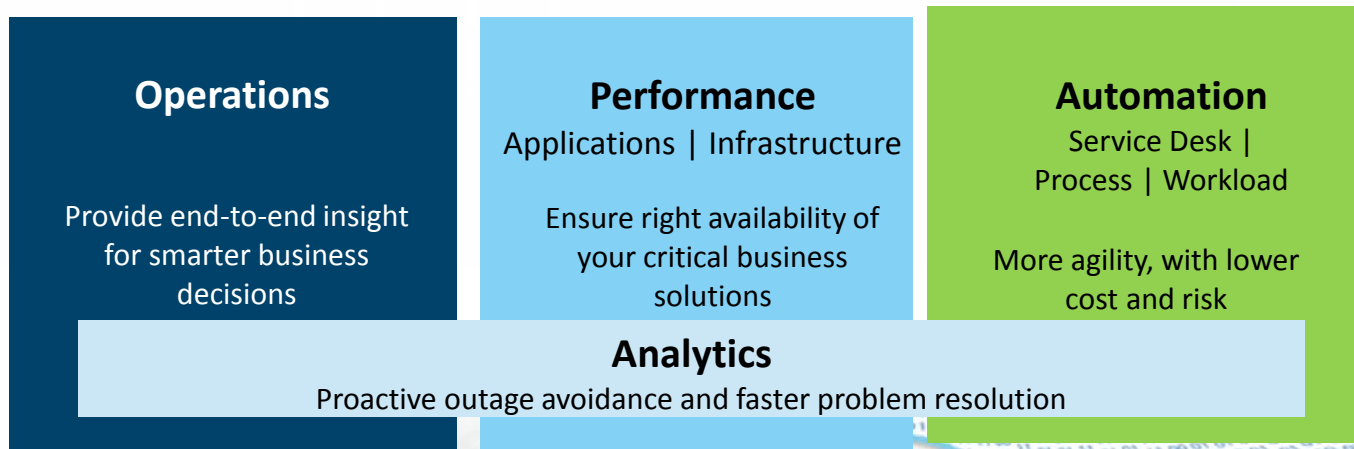 Operations
Provide end-to-end insight
for smarter business
decisions
Performance
Applications | Infrastructure
Ensure right availability of
your critical business
solutions
Automation
Service Desk |
Process | Workload
More agility, with lower
cost and risk
Analytics
Proactive outage avoidance and faster problem resolution